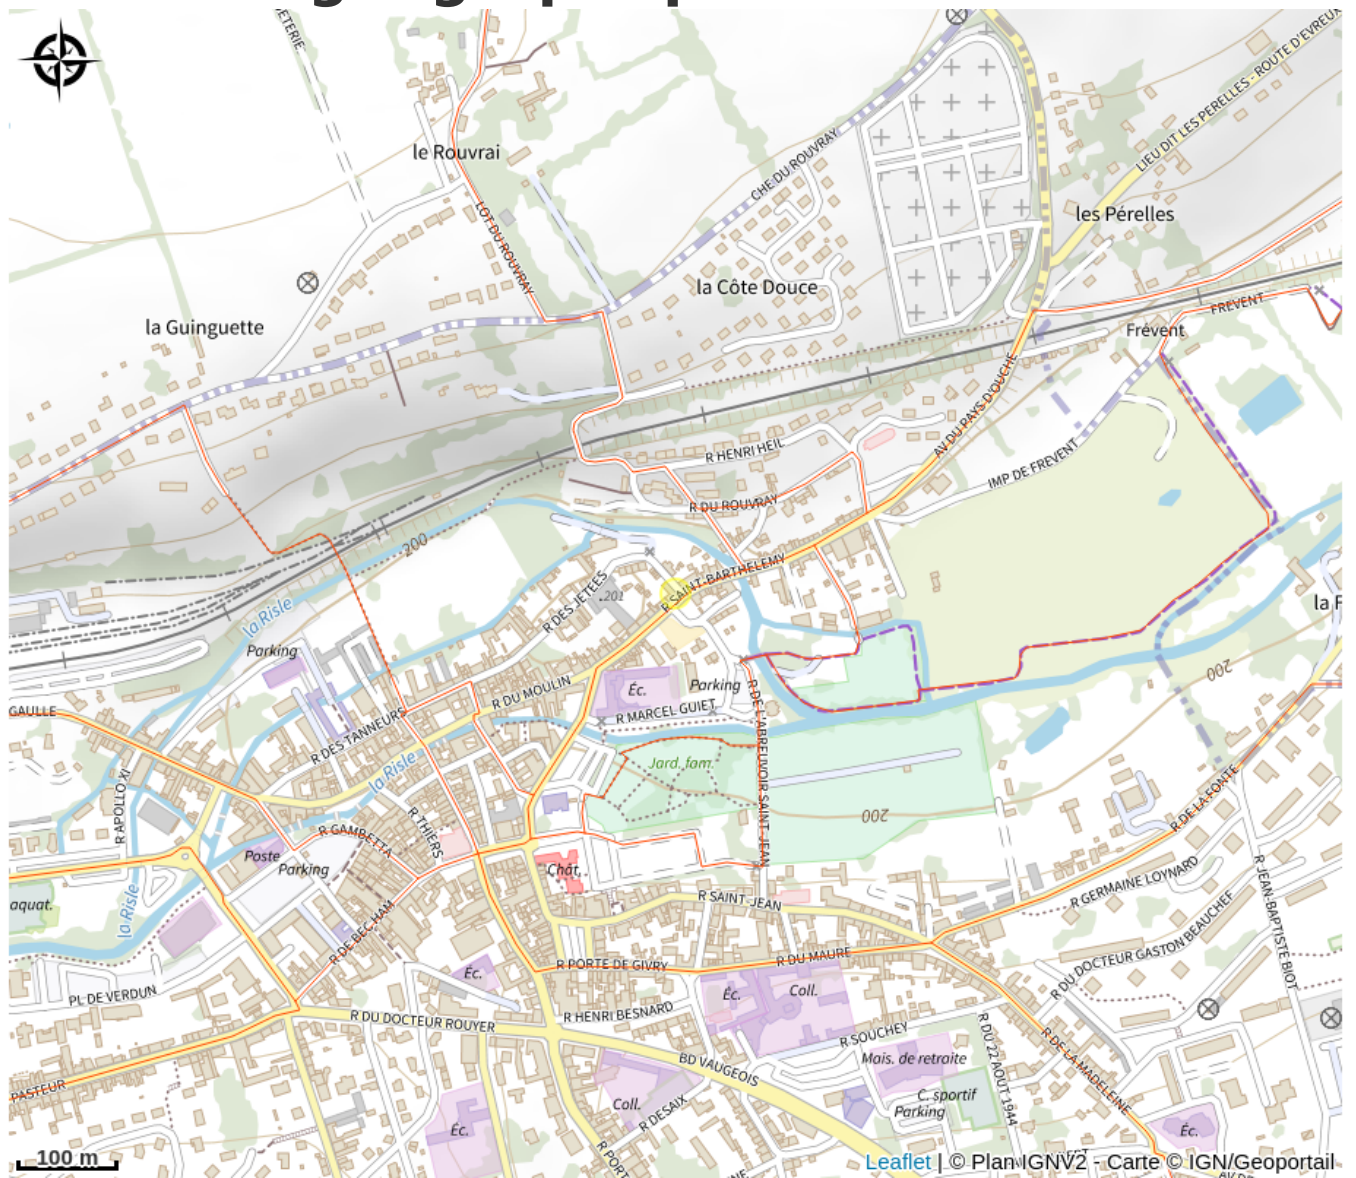 ETERIE
le Rouvrai
CHE DU ROUVRAY
LIEU DIT LES PERELLES - ROUTE D'EVREUX
les Pérelles
LOT DU ROUVRAY
la Côte Douce
la Guinguette
FREVENT
Frévent
AV DU PAYS D'OUCHE
R HENRI HEIL
IMP DE FREVENT
R DU ROUVRAY
200
R SAINT-BARTHELEMY
R DES JETEES
201
la Risle
la F
Parking
200
Éc.
Parking
R DU MOULIN
GAULLE
R MARCEL GUIET
R DE L'ABREUVOIR SAINT-JEAN
R DES TANNEURS
la Risle
Jard. fam.
R APOLLO XI
R THIERS
200
R DE LA FONTE
R GAMBETTA
Poste
Parking
Chât.
R GERMAINE LOYNARD
R JEAN-BAPTISTE BIOT
aquat.
la Risle
R SAINT-JEAN
R DE BECHAM
R DU DOCTEUR GASTON BEAUCHEF
R PORTE DE GIVRY
R DU MAURE
Éc.
Éc.
Coll.
PL DE VERDUN
R DU DOCTEUR ROUYER
R HENRI BESNARD
R SOUCHEY
R DU 22 AOUT 1944
R DE LA MADELEINE
BD VAUGEOIS
Mais. de retraite
PASTEUR
C. sportif
Parking
Coll.
R DESAIX
Éc.
Éc.
R PORT
100 m
Leaflet | © Plan IGNV2 - Carte © IGN/Geoportail